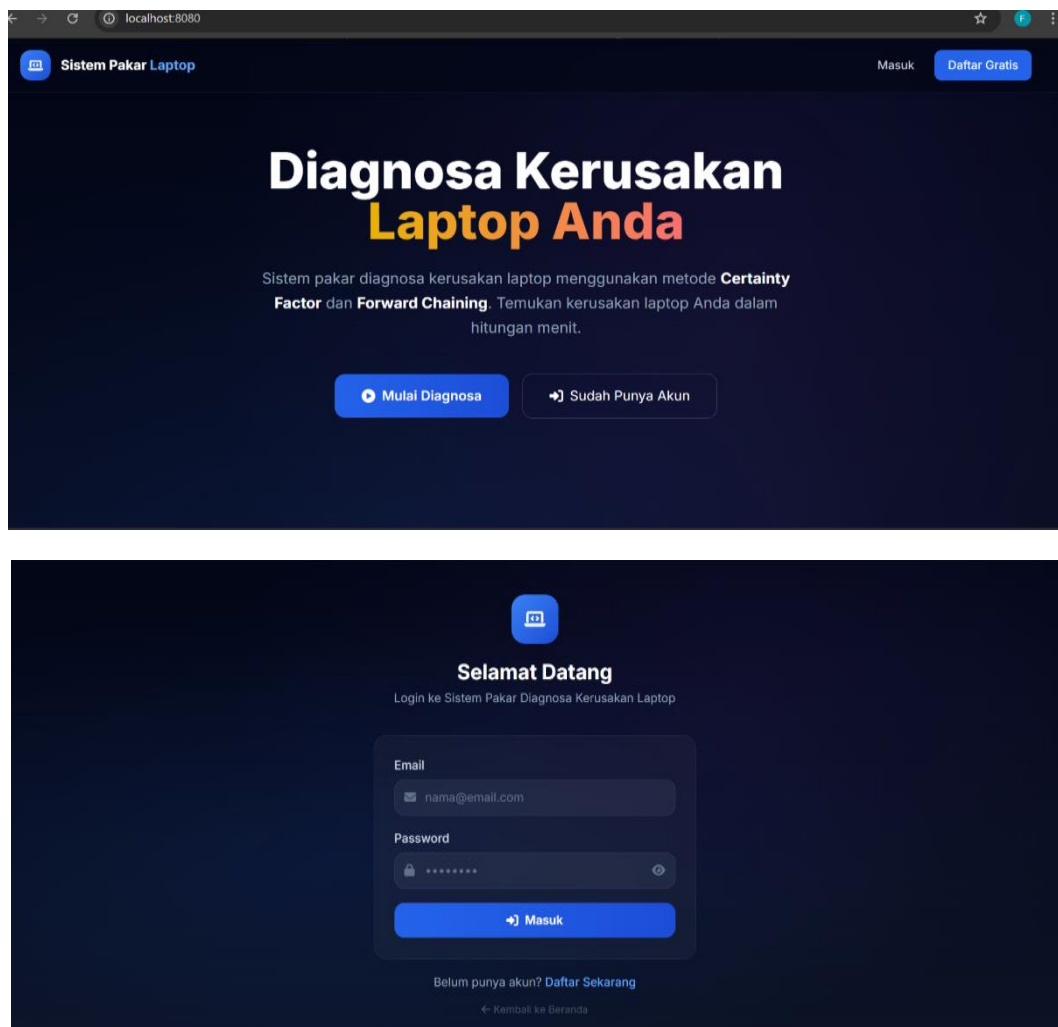 localhost:8080
F
Sistem Pakar Laptop
Masuk
Daftar Gratis
Diagnosa Kerusakan
Laptop Anda
Sistem pakar diagnosa kerusakan laptop menggunakan metode Certainty
Factor dan Forward Chaining. Temukan kerusakan laptop Anda dalam
hitungan menit.
Mulai Diagnosa
Sudah Punya Akun
Selamat Datang
Login ke Sistem Pakar Diagnosa Kerusakan Laptop
Email
nama@email.com
Password
Masuk
Belum punya akun? Daftar Sekarang
← Kembali ke Beranda